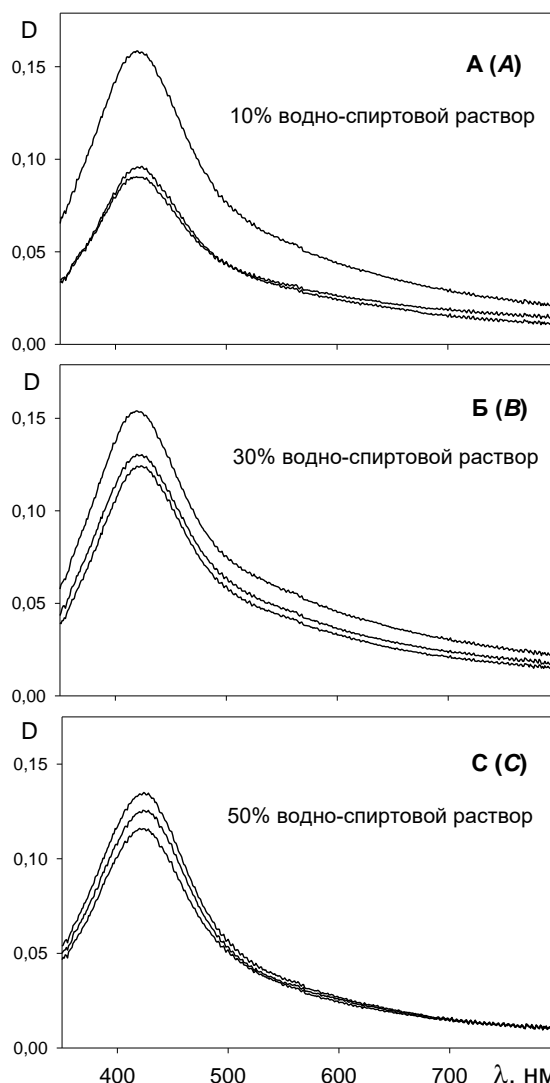 D
0,15
А (A)
10% водно-спиртовой раствор
0,10
0,05
0,00
D
0,15
Б (B)
30% водно-спиртовой раствор
0,10
0,05
0,00
D
0,15
С (C)
50% водно-спиртовой раствор
0,10
0,05
0,00
400 500 600 700 λ, нм